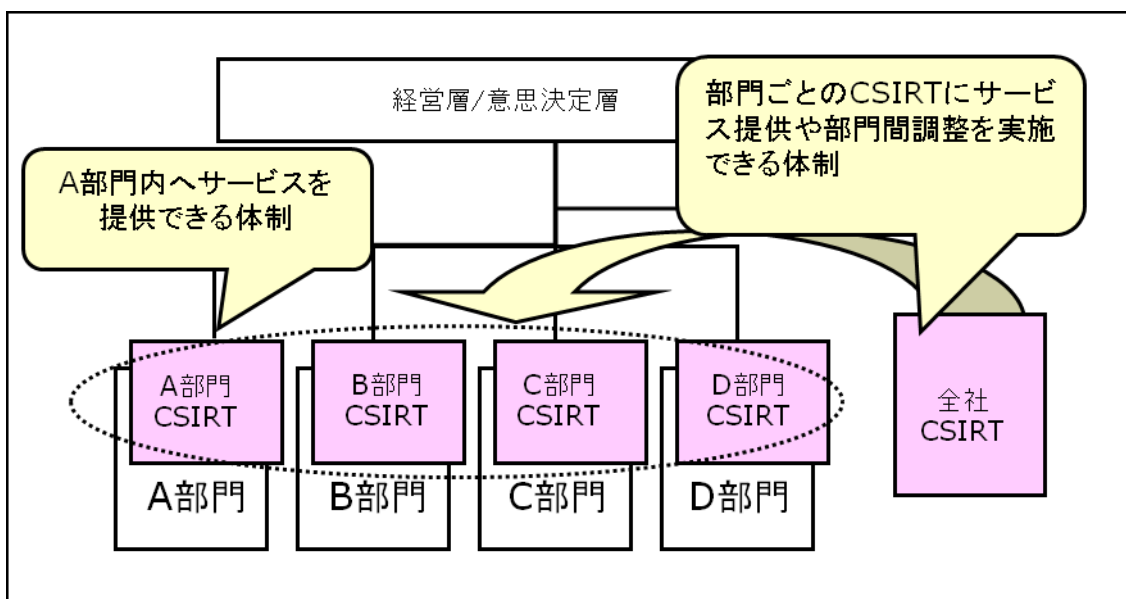 経営層/意思決定層
部門ごとのCSIRTにサービ
ス提供や部門間調整を実施
できる体制
A部門内へサービスを
提供できる体制
A部門
CSIRT
B部門
CSIRT
C部門
CSIRT
D部門
CSIRT
全社
CSIRT
A部門
B部門
C部門
D部門